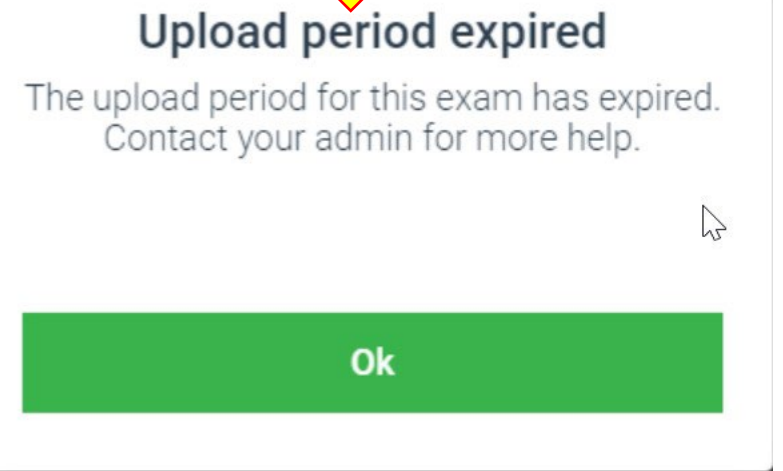 Upload period expired
The upload period for this exam has expired.
Contact your admin for more help.
Ok